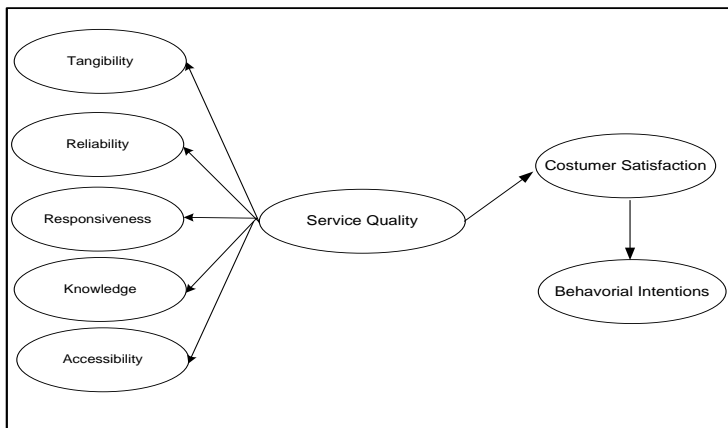 Tangibility
Reliability
Responsiveness
Knowledge
Accessibility
Service Quality
Costumer Satisfaction
Behavorial Intentions